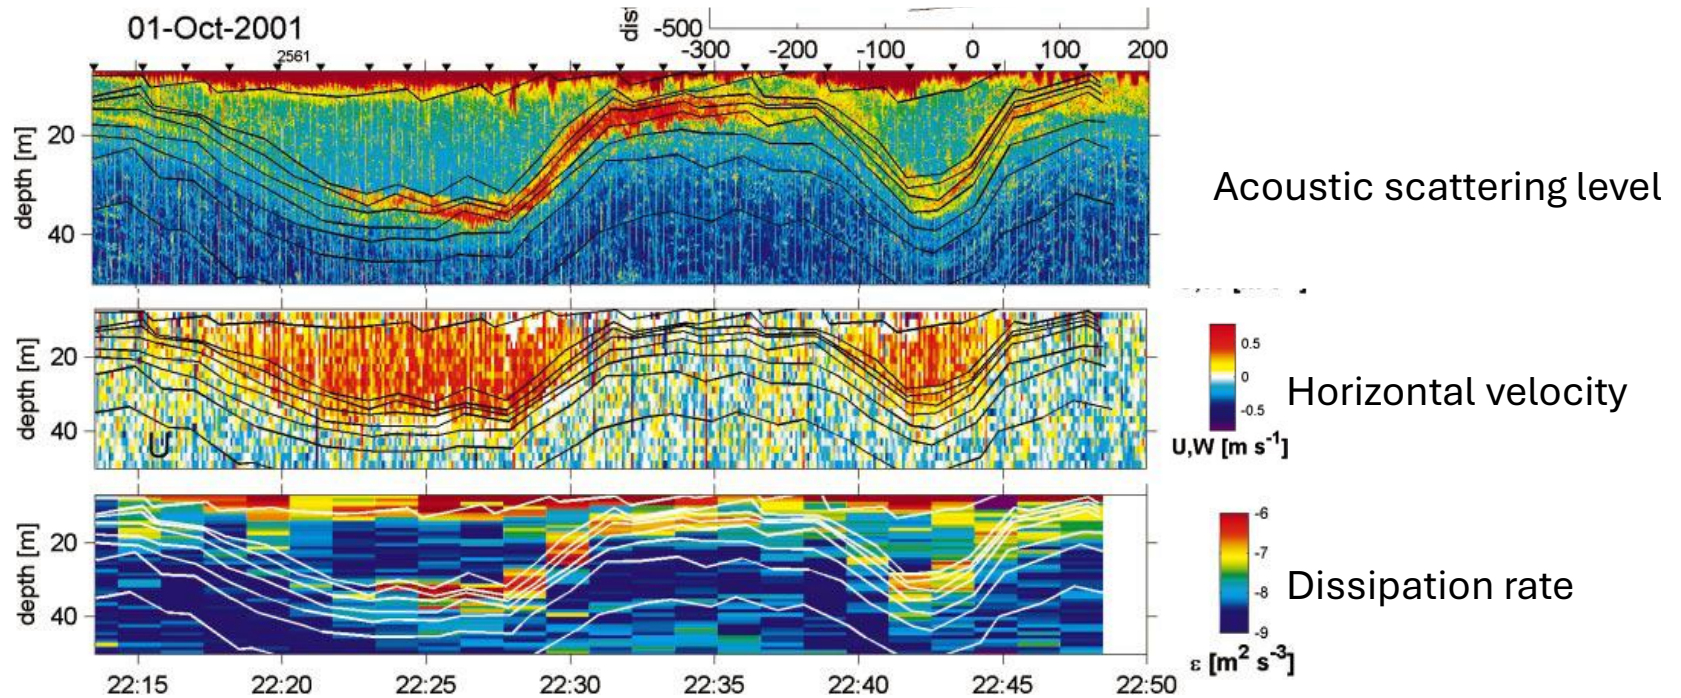 01-Oct-2001
2561
-500
-300 -200 -100 0 100 200
depth [m]
20
40
Acoustic scattering level
depth [m]
20
40
U
0.5
0
-0.5
U,W [m s⁻¹]
Horizontal velocity
depth [m]
20
40
-6
-7
-8
-9
ε [m² s⁻³]
Dissipation rate
22:15 22:20 22:25 22:30 22:35 22:40 22:45 22:50